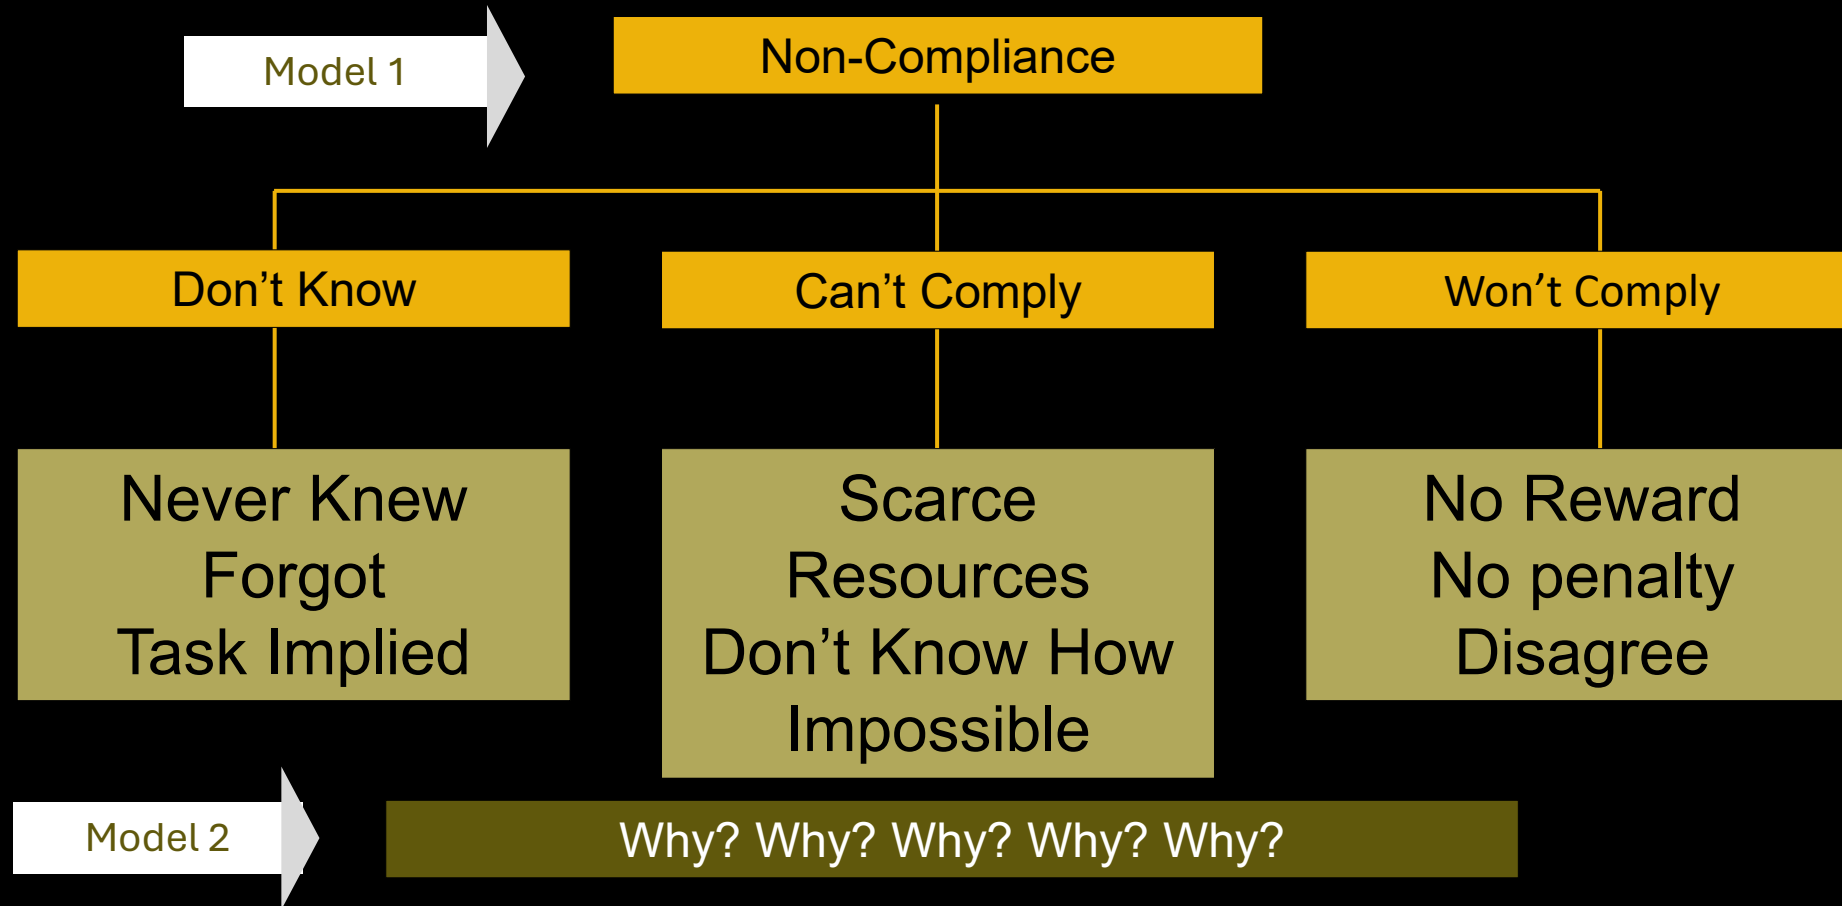 Model 1
Non-Compliance
Don’t Know
Can’t Comply
Won’t Comply
Never Knew
Forgot
Task Implied
Scarce
Resources
Don’t Know How
Impossible
No Reward
No penalty
Disagree
Model 2
Why? Why? Why? Why? Why?